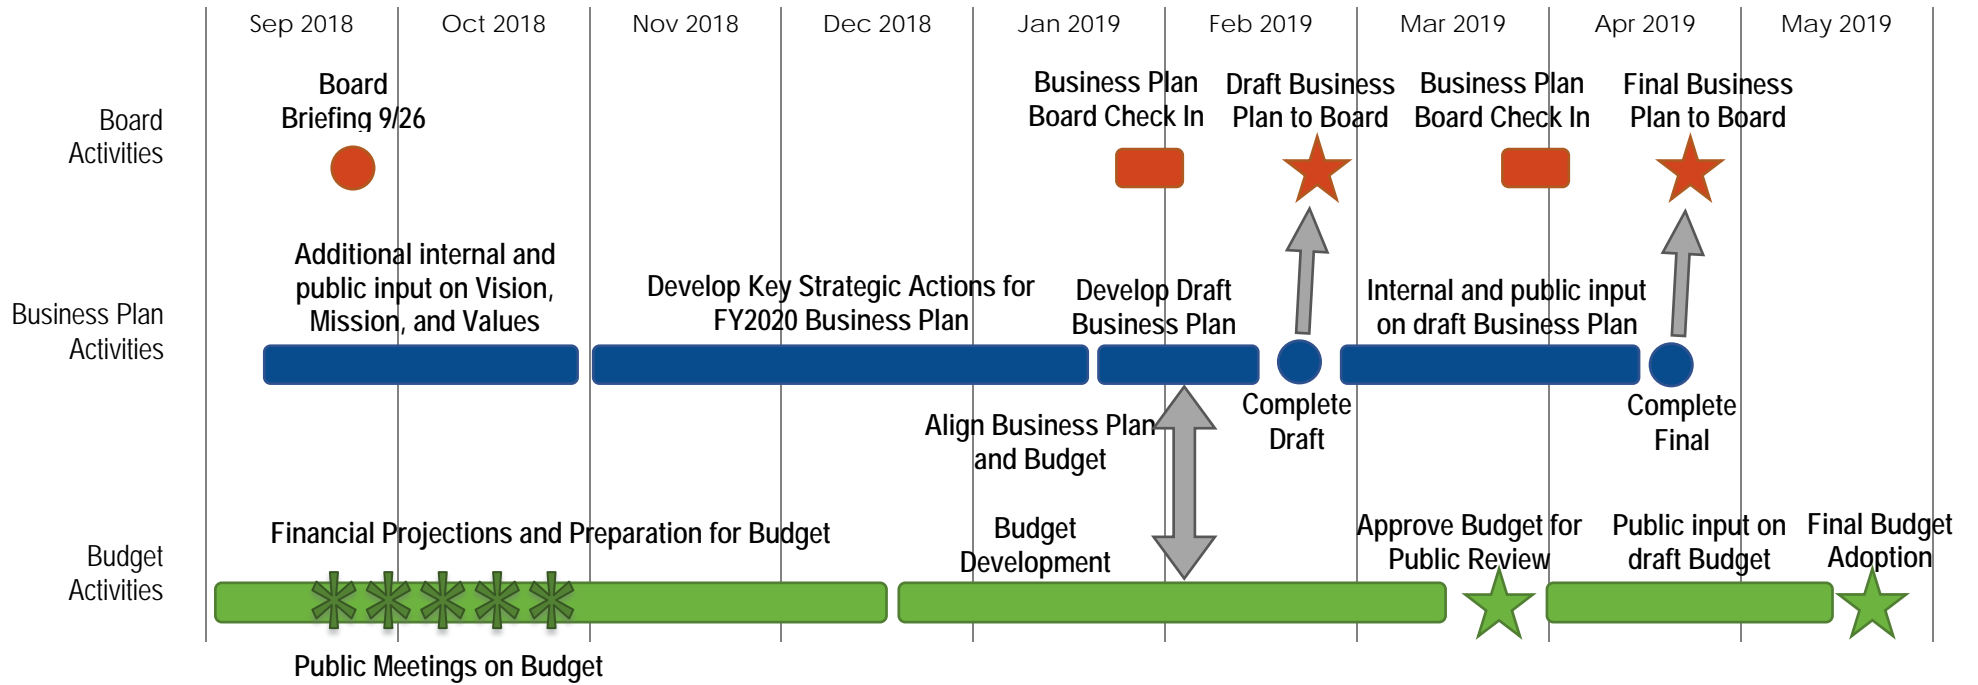 Sep 2018
Oct 2018
Nov 2018
Dec 2018
Jan 2019
Feb 2019
Mar 2019
Apr 2019
May 2019
Board
Activities
Board
Briefing 9/26
Business Plan
Board Check In
Draft Business
Plan to Board
Business Plan
Board Check In
Final Business
Plan to Board
Business Plan
Activities
Additional internal and
public input on Vision,
Mission, and Values
Develop Key Strategic Actions for
FY2020 Business Plan
Develop Draft
Business Plan
Complete
Draft
Internal and public input
on draft Business Plan
Complete
Final
Align Business Plan
and Budget
Budget
Activities
Financial Projections and Preparation for Budget
Public Meetings on Budget
Budget
Development
Approve Budget for
Public Review
Public input on
draft Budget
Final Budget
Adoption